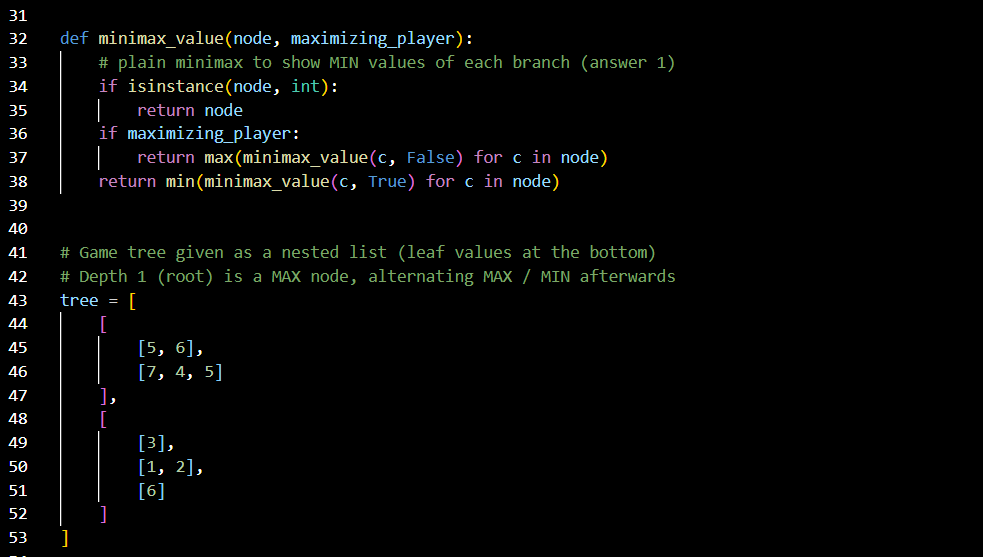 31
32 def minimax_value(node, maximizing_player):
33     # plain minimax to show MIN values of each branch (answer 1)
34     if isinstance(node, int):
35         return node
36     if maximizing_player:
37         return max(minimax_value(c, False) for c in node)
38     return min(minimax_value(c, True) for c in node)
39
40
41 # Game tree given as a nested list (leaf values at the bottom)
42 # Depth 1 (root) is a MAX node, alternating MAX / MIN afterwards
43 tree = [
44     [
45         [5, 6],
46         [7, 4, 5]
47     ],
48     [
49         [3],
50         [1, 2],
51         [6]
52     ]
53 ]